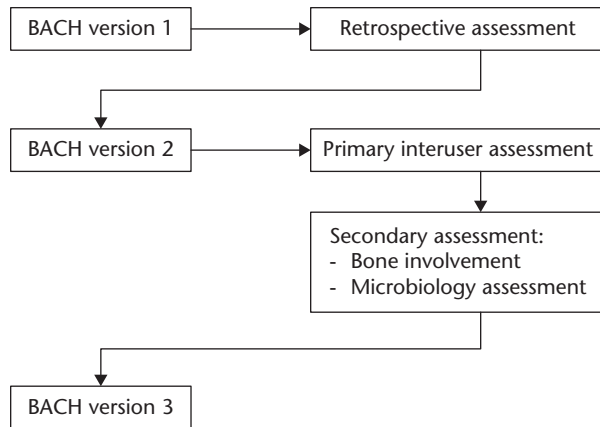 BACH version 1
Retrospective assessment
BACH version 2
Primary interuser assessment
Secondary assessment:
- Bone involvement
- Microbiology assessment
BACH version 3